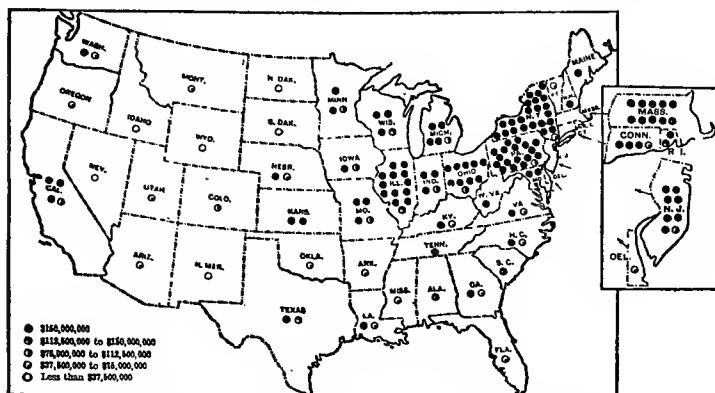 WASH.
MONT.
N. DAK.
MINN
MAINE
OREGON
IDAHO
WYO.
S. DAK.
WIS.
MICH.
MASS.
CONN.
R I.
NEV.
UTAH
COLO.
NEBR.
IOWA
ILL.
IND.
OHIO
W. VA.
VA
N. J.
CAL.
KANS.
MO.
KY.
ARIZ.
N. MEX.
OKLA.
ARK.
TENN.
N. C.
S. C.
DEL.
TEXAS
LA.
MISS.
ALA.
GA.
FLA.
$150,000,000
$112,500,000 to $150,000,000
$75,000,000 to $112,500,000
$37,500,000 to $75,000,000
Less than $37,500,000